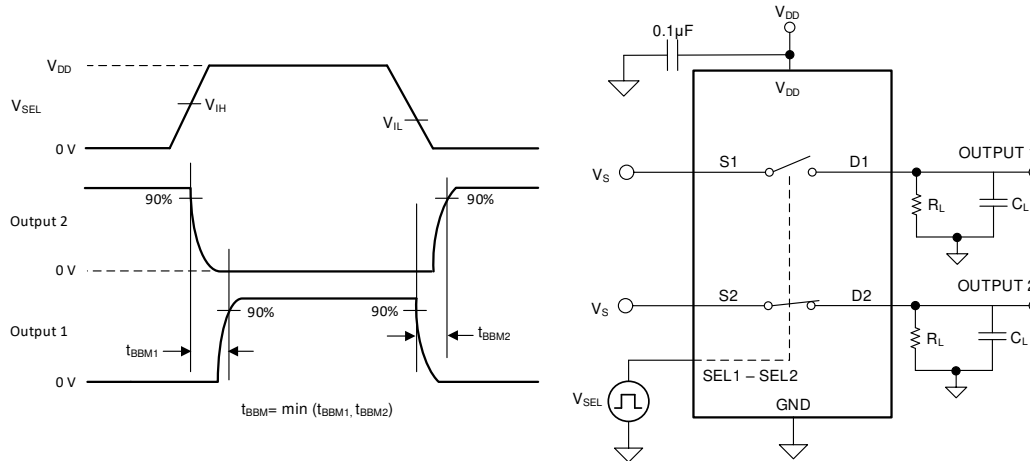 V_DD
V_SEL
V_IH
V_IL
0 V
90%
90%
Output 2
0 V
90%
90%
Output 1
t_BBM1
t_BBM2
0 V
t_BBM= min (t_BBM1, t_BBM2)
V_DD
0.1µF
V_DD
V_S
S1
D1
OUTPUT 1
R_L
C_L
V_S
S2
D2
OUTPUT 2
R_L
C_L
SEL1 – SEL2
V_SEL
GND